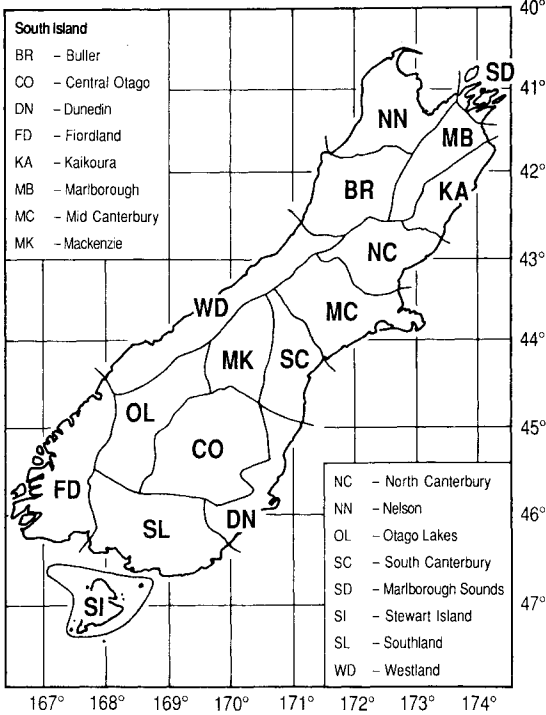 South Island
BR – Buller
CO – Central Otago
DN – Dunedin
FD – Fiordland
KA – Kaikoura
MB – Marlborough
MC – Mid Canterbury
MK – Mackenzie
40°
SD
41°
NN
MB
BR
KA
42°
NC
43°
WD
MC
44°
MK
SC
OL
45°
CO
FD
SL
DN
46°
SI
47°
NC – North Canterbury
NN – Nelson
OL – Otago Lakes
SC – South Canterbury
SD – Marlborough Sounds
SI – Stewart Island
SL – Southland
WD – Westland
167° 168° 169° 170° 171° 172° 173° 174°